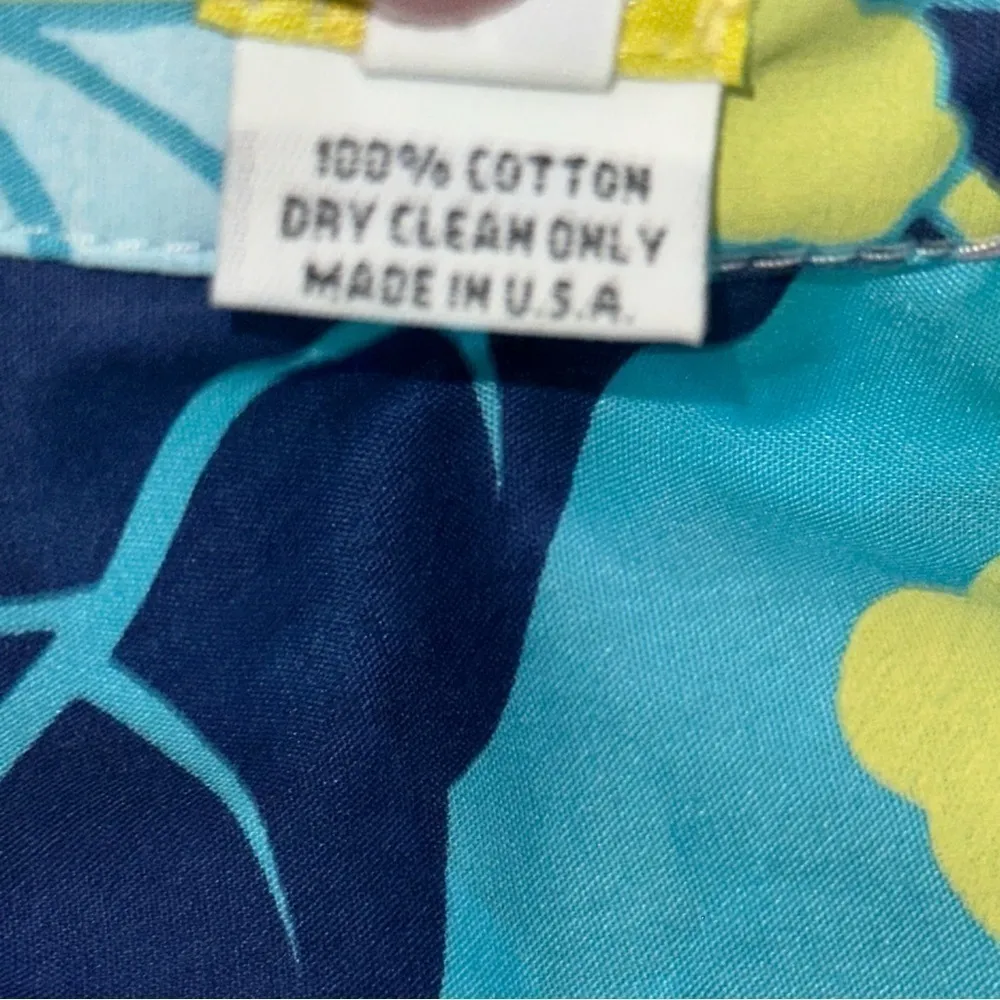 100% COTTON
DRY CLEAN ONLY
MADE IN U.S.A.